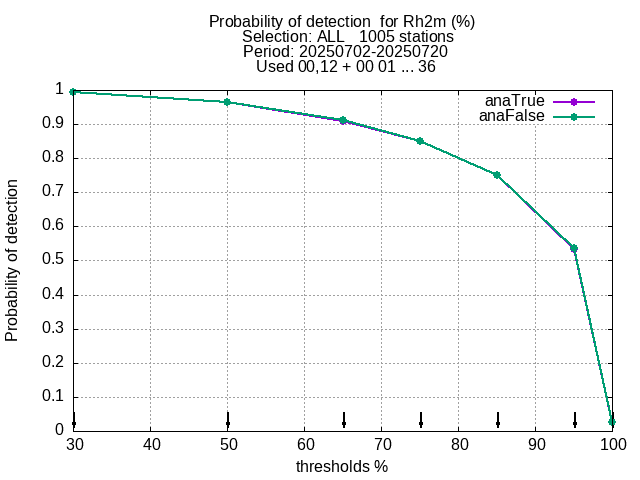 Probability of detection  for Rh2m (%)
Selection: ALL   1005 stations
Period: 20250702-20250720
Used 00,12 + 00 01 ... 36
anaTrue
anaFalse
Probability of detection
1
0.9
0.8
0.7
0.6
0.5
0.4
0.3
0.2
0.1
0
30 40 50 60 70 80 90 100
thresholds %